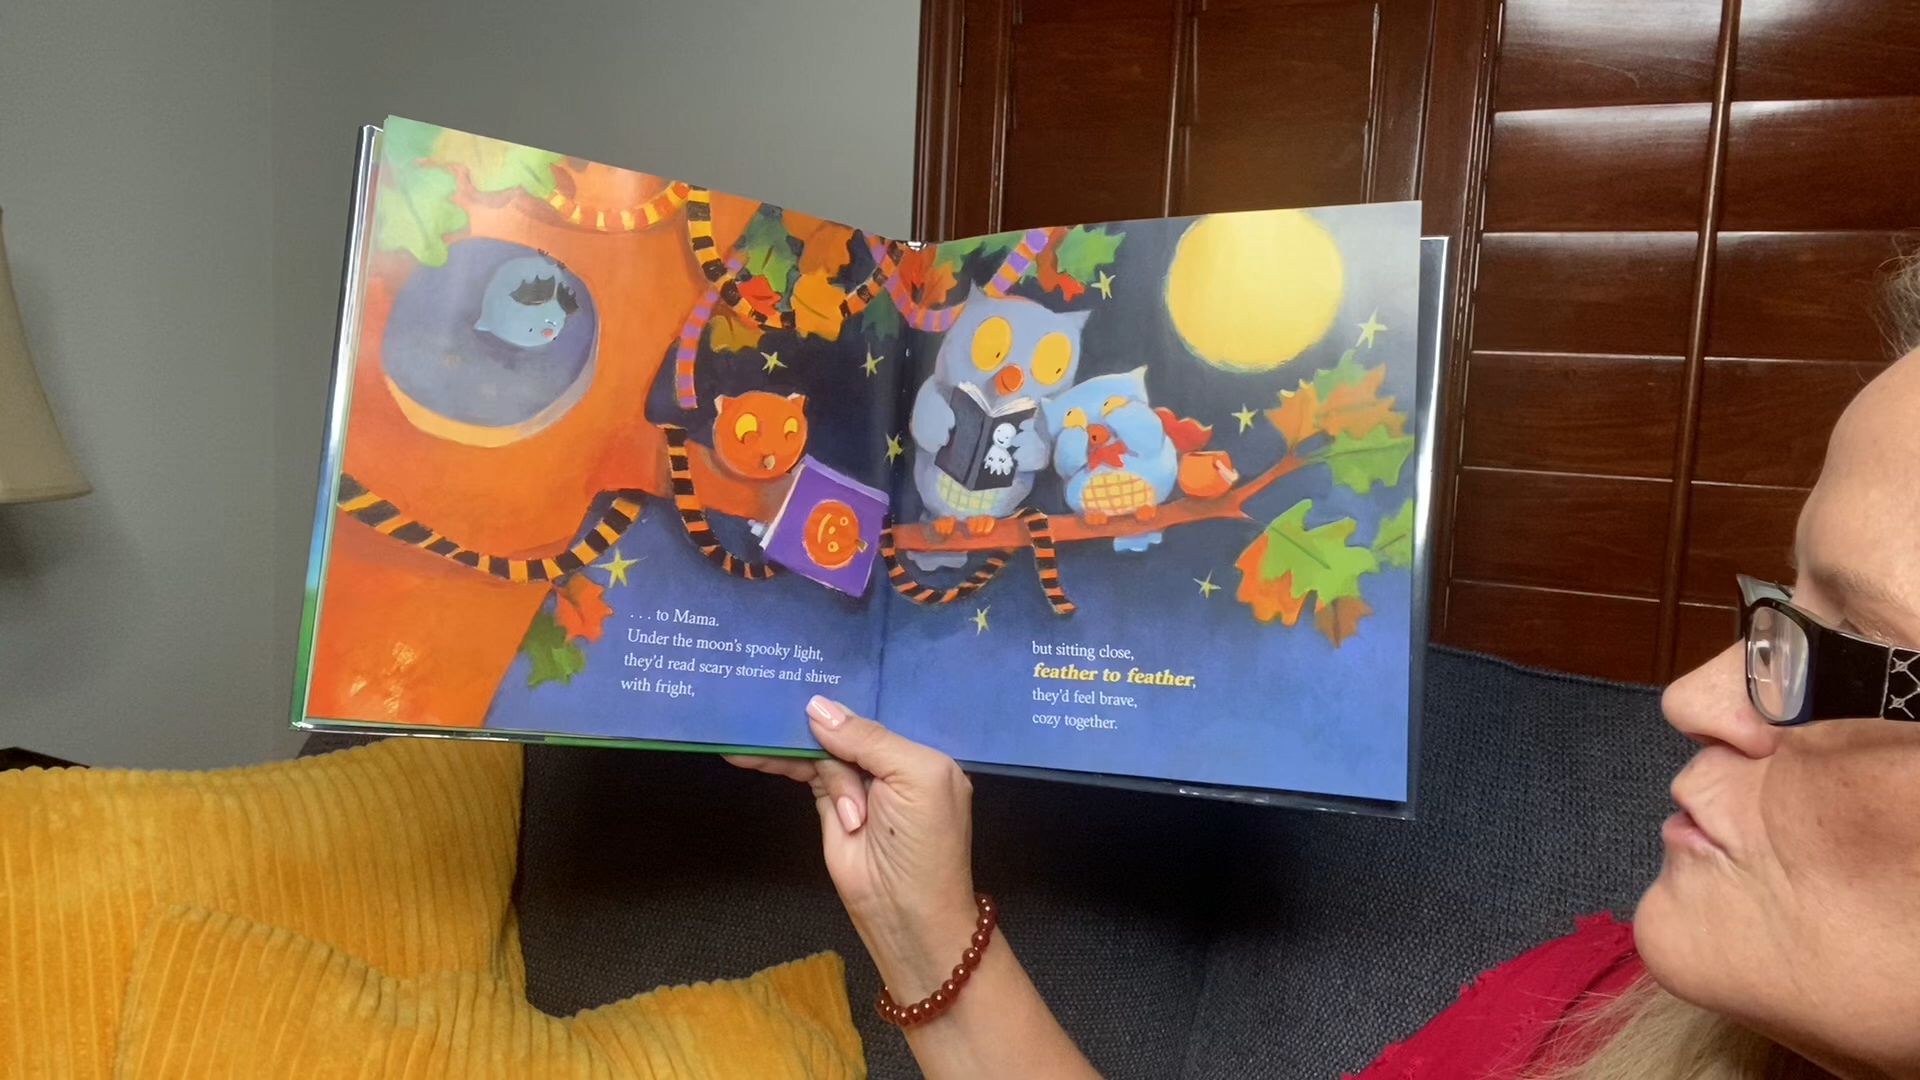 . . . to Mama.
Under the moon's spooky light,
they'd read scary stories and shiver
with fright,
but sitting close,
feather to feather,
they'd feel brave,
cozy together.